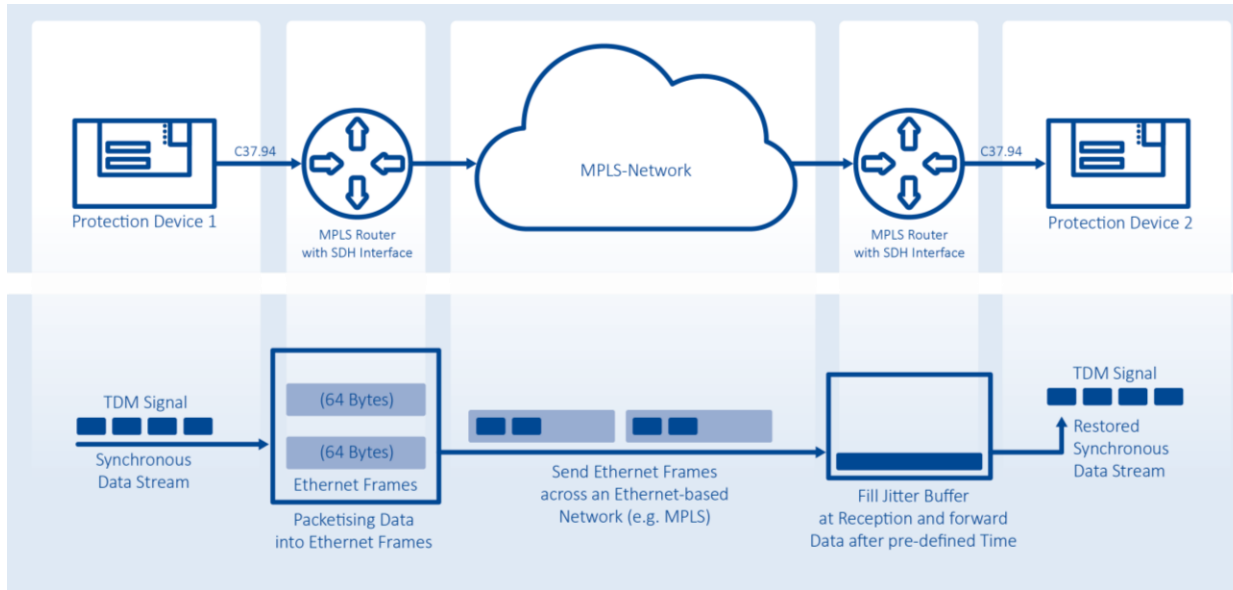 C37.94
C37.94
MPLS-Network
Protection Device 1
MPLS Router
with SDH Interface
MPLS Router
with SDH Interface
Protection Device 2
TDM Signal
Synchronous
Data Stream
(64 Bytes)
(64 Bytes)
Ethernet Frames
Packetising Data
into Ethernet Frames
Send Ethernet Frames
across an Ethernet-based
Network (e.g. MPLS)
Fill Jitter Buffer
at Reception and forward
Data after pre-defined Time
TDM Signal
Restored
Synchronous
Data Stream